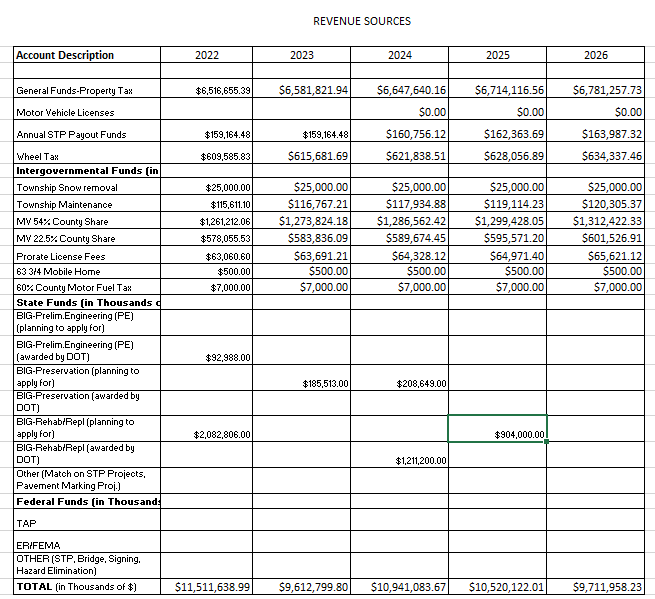 REVENUE SOURCES
Account Description 2022 2023 2024 2025 2026
General Funds-Property Tax $6,516,655.39 $6,581,821.94 $6,647,640.16 $6,714,116.56 $6,781,257.73
Motor Vehicle Licenses $0.00 $0.00 $0.00
Annual STP Payout Funds $159,164.48 $159,164.48 $160,756.12 $162,363.69 $163,987.32
Wheel Tax $609,585.83 $615,681.69 $621,838.51 $628,056.89 $634,337.46
Intergovernmental Funds (in
Township Snow removal $25,000.00 $25,000.00 $25,000.00 $25,000.00 $25,000.00
Township Maintenance $115,611.10 $116,767.21 $117,934.88 $119,114.23 $120,305.37
MV 54% County Share $1,261,212.06 $1,273,824.18 $1,286,562.42 $1,299,428.05 $1,312,422.33
MV 22.5% County Share $578,055.53 $583,836.09 $589,674.45 $595,571.20 $601,526.91
Prorate License Fees $63,060.60 $63,691.21 $64,328.12 $64,971.40 $65,621.12
63 3/4 Mobile Home $500.00 $500.00 $500.00 $500.00 $500.00
60% County Motor Fuel Tax $7,000.00 $7,000.00 $7,000.00 $7,000.00 $7,000.00
State Funds (in Thousands o
BIG-Prelim.Engineering (PE)
(planning to apply for)
BIG-Prelim.Engineering (PE)
(awarded by DOT) $92,988.00
BIG-Preservation (planning to
apply for) $185,513.00 $208,649.00
BIG-Preservation (awarded by
DOT)
BIG-Rehab/Repl (planning to
apply for) $2,082,806.00 $904,000.00
BIG-Rehab/Repl (awarded by
DOT) $1,211,200.00
Other (Match on STP Projects,
Pavement Marking Proj.)
Federal Funds (in Thousands
TAP
ER/FEMA
OTHER (STP, Bridge, Signing,
Hazard Elimination)
TOTAL (in Thousands of $) $11,511,638.99 $9,612,799.80 $10,941,083.67 $10,520,122.01 $9,711,958.23